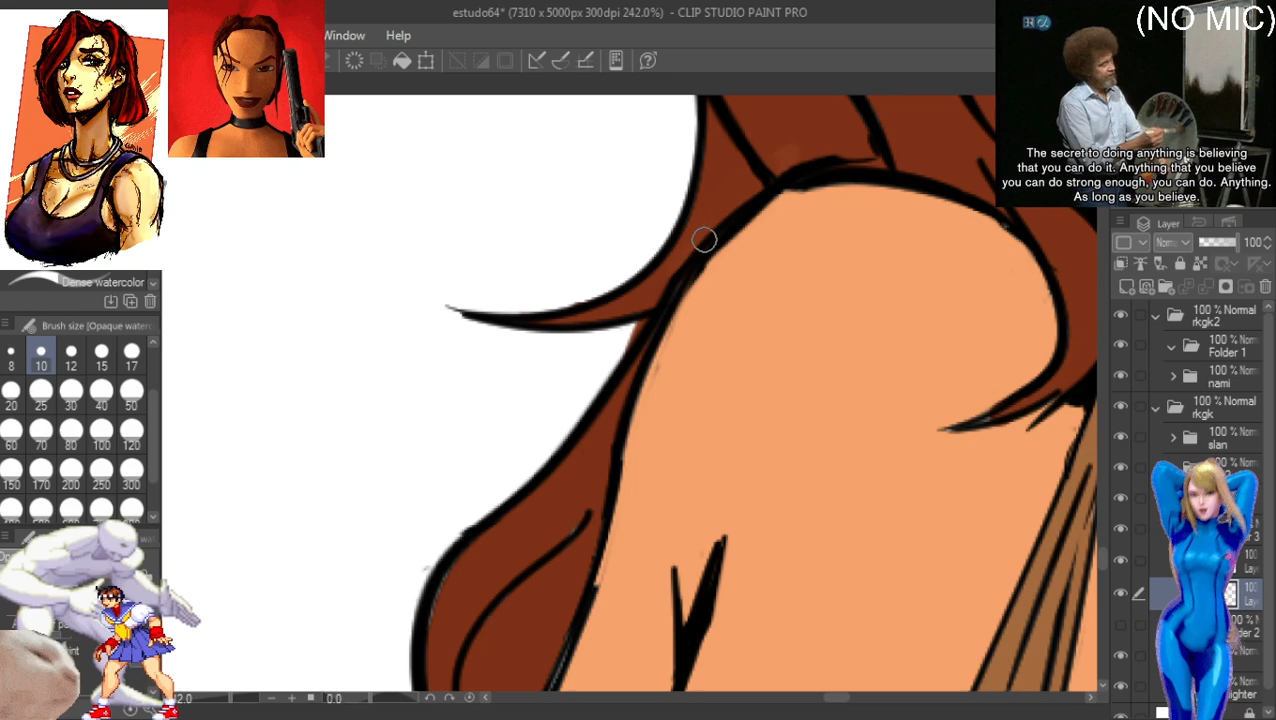 estudo64* (7310 x 5000px 300dpi 242.0%) - CLIP STUDIO PAINT PRO
(NO MIC)
Window Help
The secret to doing anything is believing
that you can do it. Anything that you believe
you can do strong enough, you can do. Anything.
As long as you believe.
Layer
100
Dense watercolor
Brush size [Opaque waterc
8 10 12 15 17
20 25 30 40 50
60 70 80 100 120
150 170 200 250 300
100 % Normal
rkgk2
100 % Norm
Folder 1
100 % Norm
nami
100 % Normal
rkgk
100 % Norm
slan
2.0
0.0